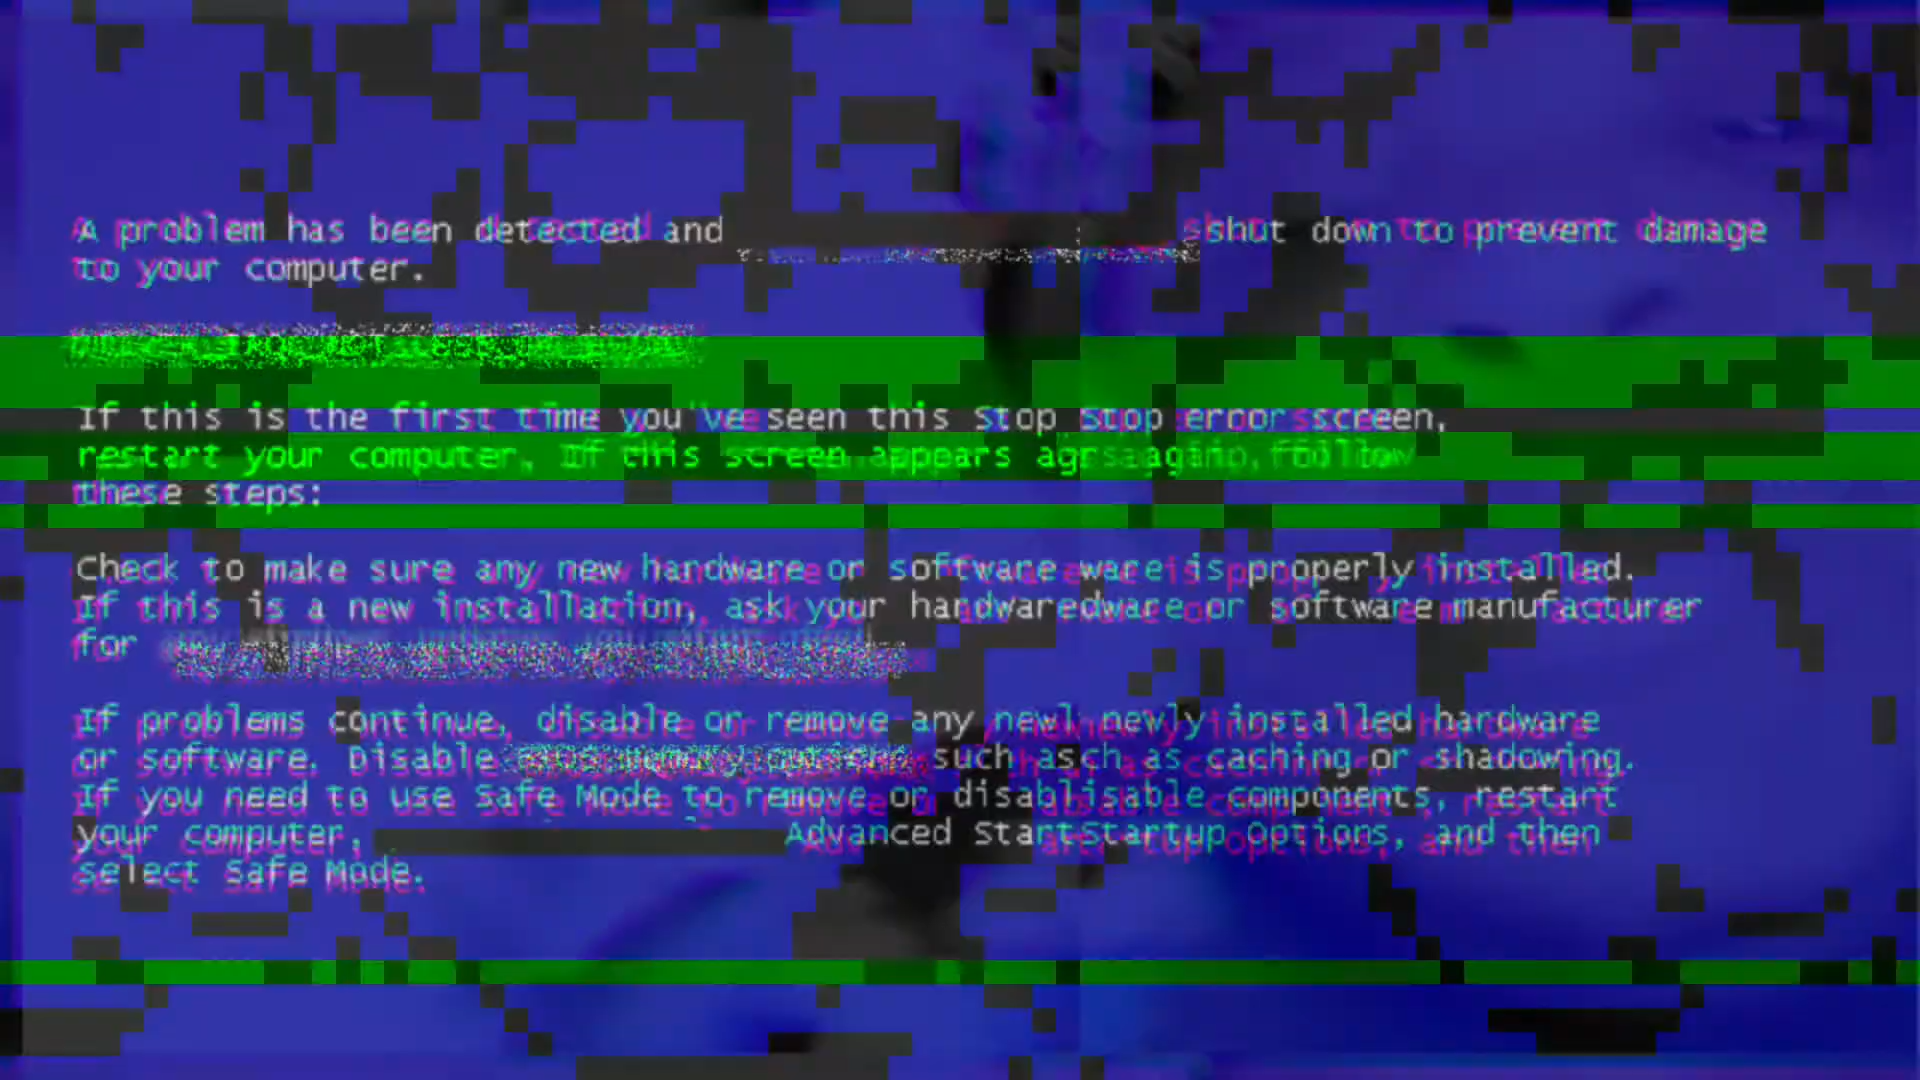 A problem has been detected and shut down to prevent damage
to your computer.
If this is the first time you've seen this Stop Stop error screen,
restart your computer. If this screen appears again, follow
these steps:
Check to make sure any new hardware or software ware is properly installed.
If this is a new installation, ask your hardwaredware or software manufacturer
for
If problems continue, disable or remove any newl newly installed hardware
or software. Disable such asch as caching or shadowing.
If you need to use Safe Mode to remove or disablisable components, restart
your computer, Advanced StartStartup Options, and then
select Safe Mode.